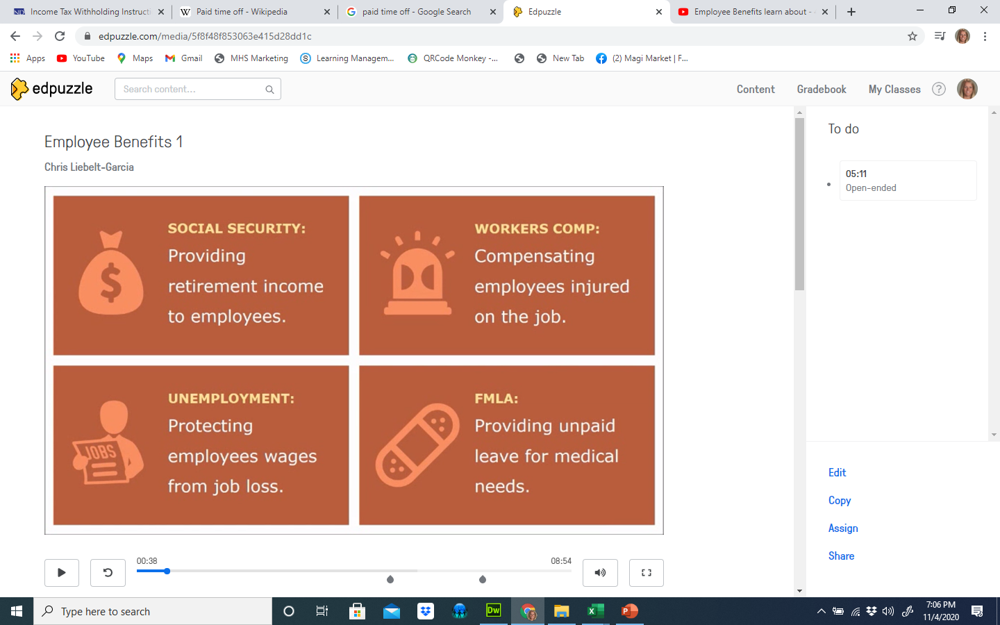 Income Tax Withholding Instructi
Paid time off - Wikipedia
paid time off - Google Search
Edpuzzle
Employee Benefits learn about -
edpuzzle.com/media/5f8f48f853063e415d28dd1c
Apps
YouTube
Maps
Gmail
MHS Marketing
Learning Managem...
QRCode Monkey -...
New Tab
(2) Magi Market | F...
edpuzzle
Search content...
Content
Gradebook
My Classes
?
Employee Benefits 1
Chris Liebelt-Garcia
SOCIAL SECURITY:
Providing
retirement income
to employees.
$
WORKERS COMP:
Compensating
employees injured
on the job.
UNEMPLOYMENT:
Protecting
employees wages
from job loss.
JOBS
FMLA:
Providing unpaid
leave for medical
needs.
00:38
08:54
To do
05:11
Open-ended
Edit
Copy
Assign
Share
Type here to search
Dw
7:06 PM
11/4/2020